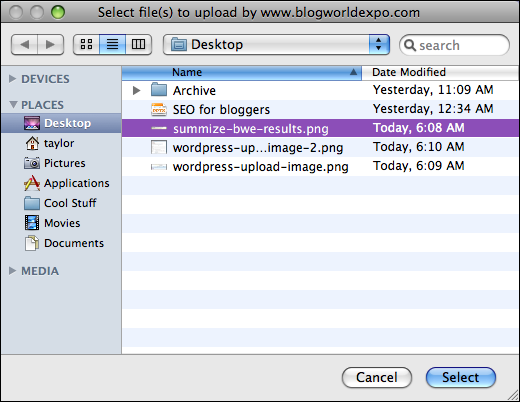 Select file(s) to upload by www.blogworldexpo.com
Desktop
search
DEVICES
PLACES
Desktop
taylor
Pictures
Applications
Cool Stuff
Movies
Documents
MEDIA
Name Date Modified
Archive Yesterday, 11:09 AM
SEO for bloggers Yesterday, 12:34 AM
summize-bwe-results.png Today, 6:08 AM
wordpress-up...image-2.png Today, 6:10 AM
wordpress-upload-image.png Today, 6:09 AM
Cancel Select